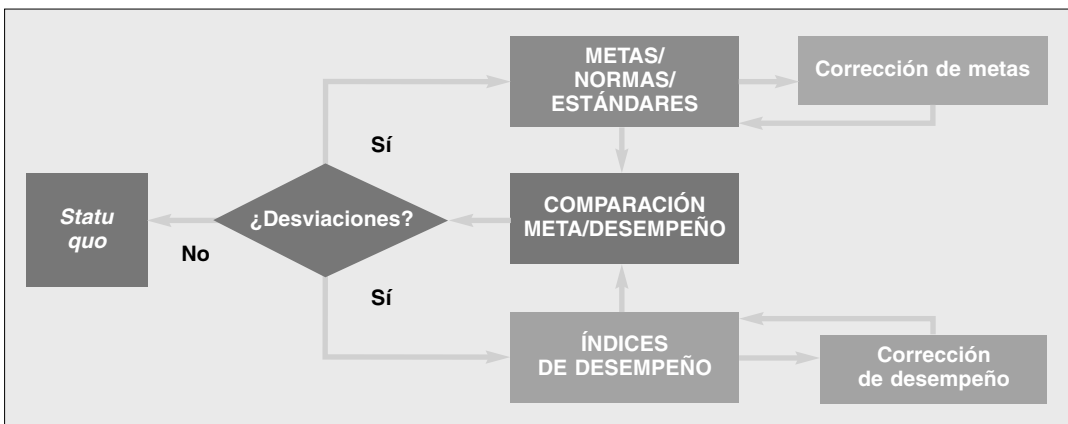 METAS/
NORMAS/
ESTÁNDARES
Corrección de metas
Sí
Statu
quo
¿Desviaciones?
COMPARACIÓN
META/DESEMPEÑO
No
Sí
ÍNDICES
DE DESEMPEÑO
Corrección
de desempeño